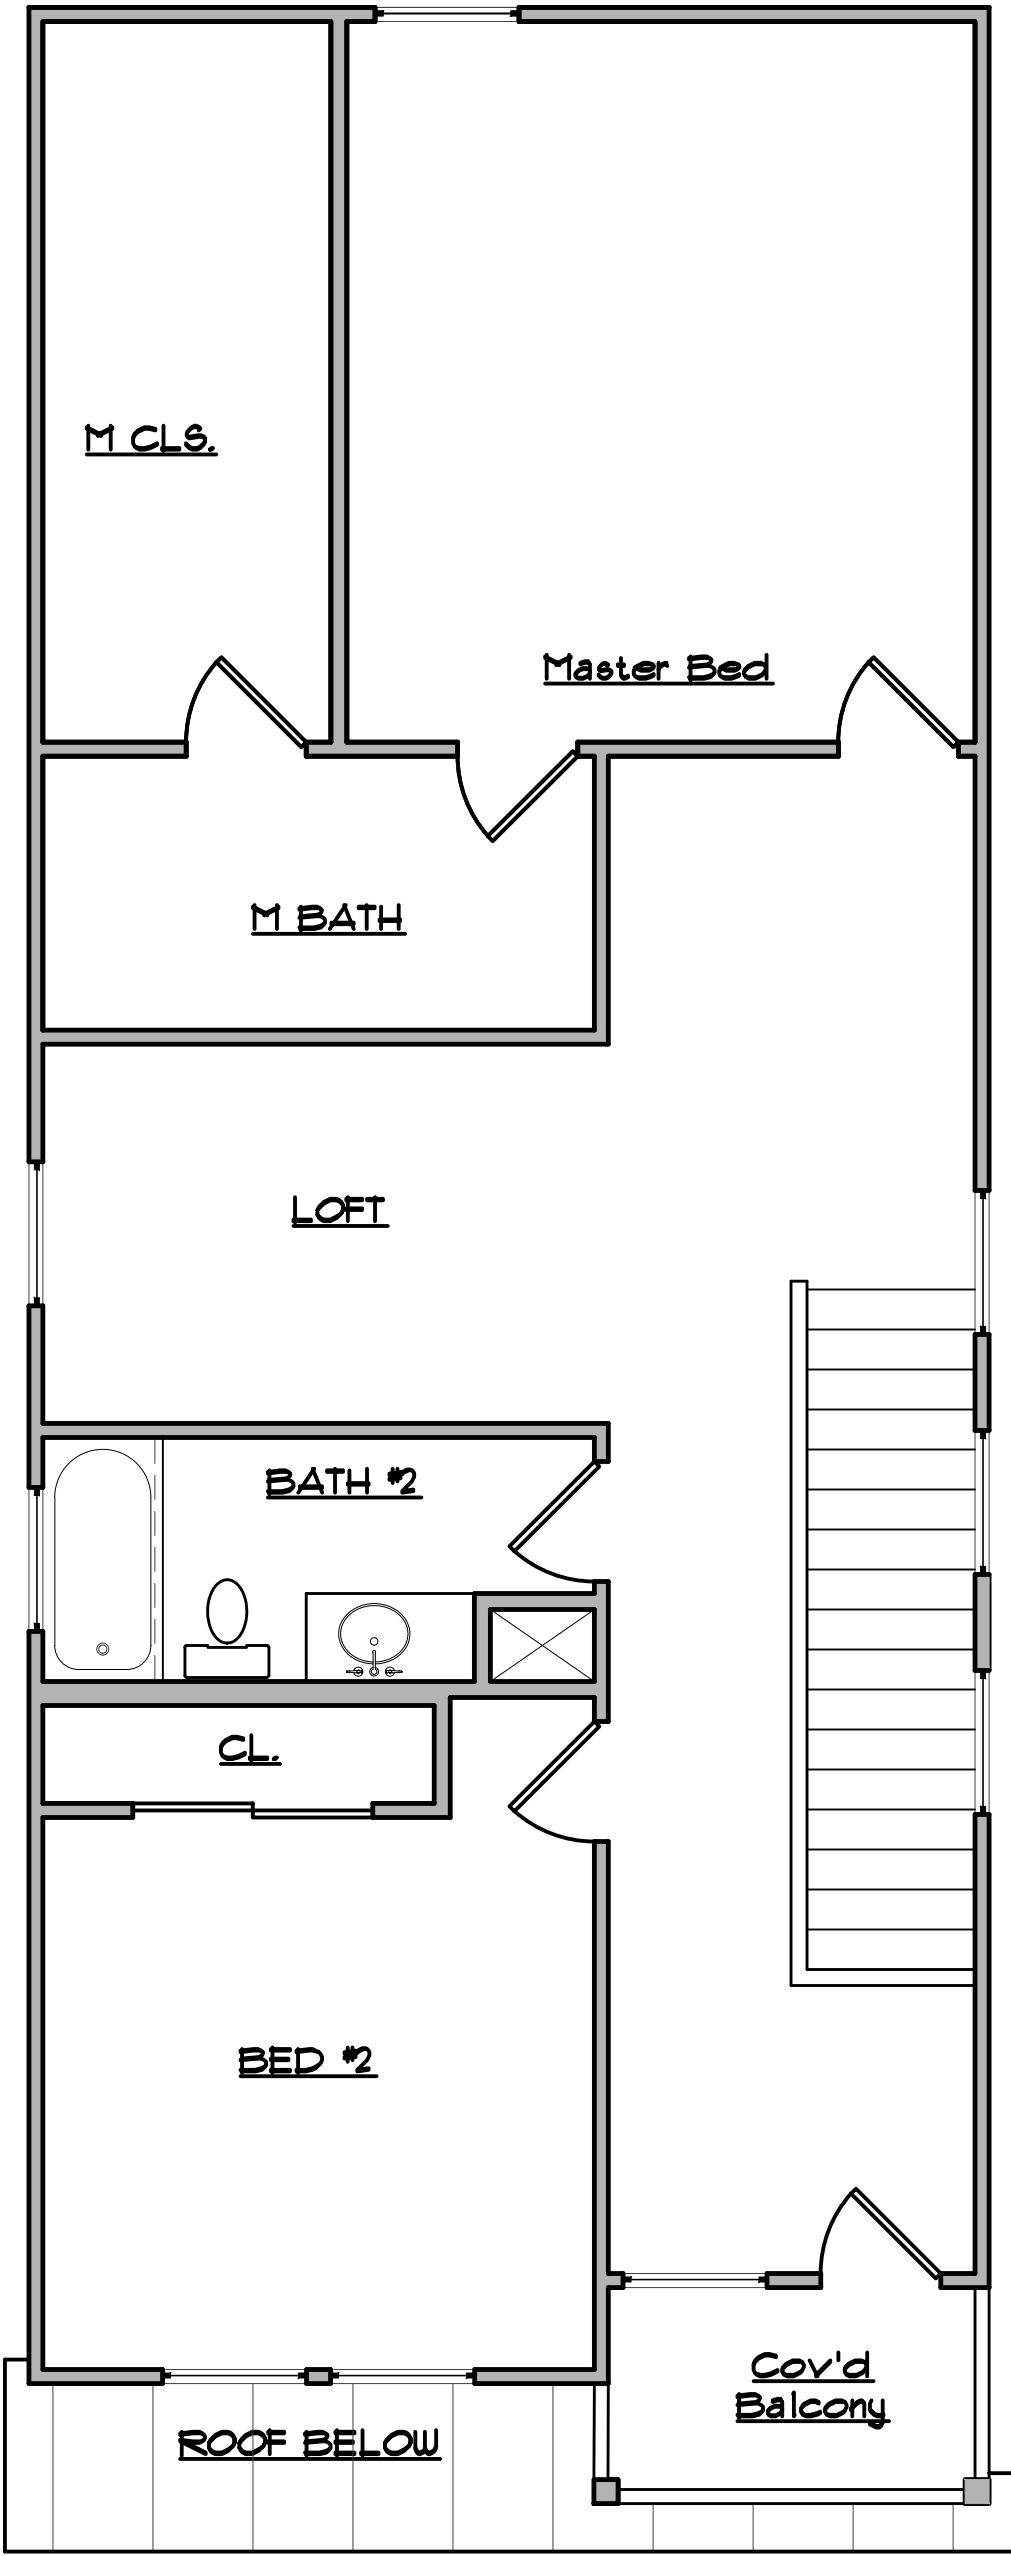 M CLS.
Master Bed
M BATH
LOFT
BATH #2
CL.
BED #2
Cov'd
Balcony
ROOF BELOW